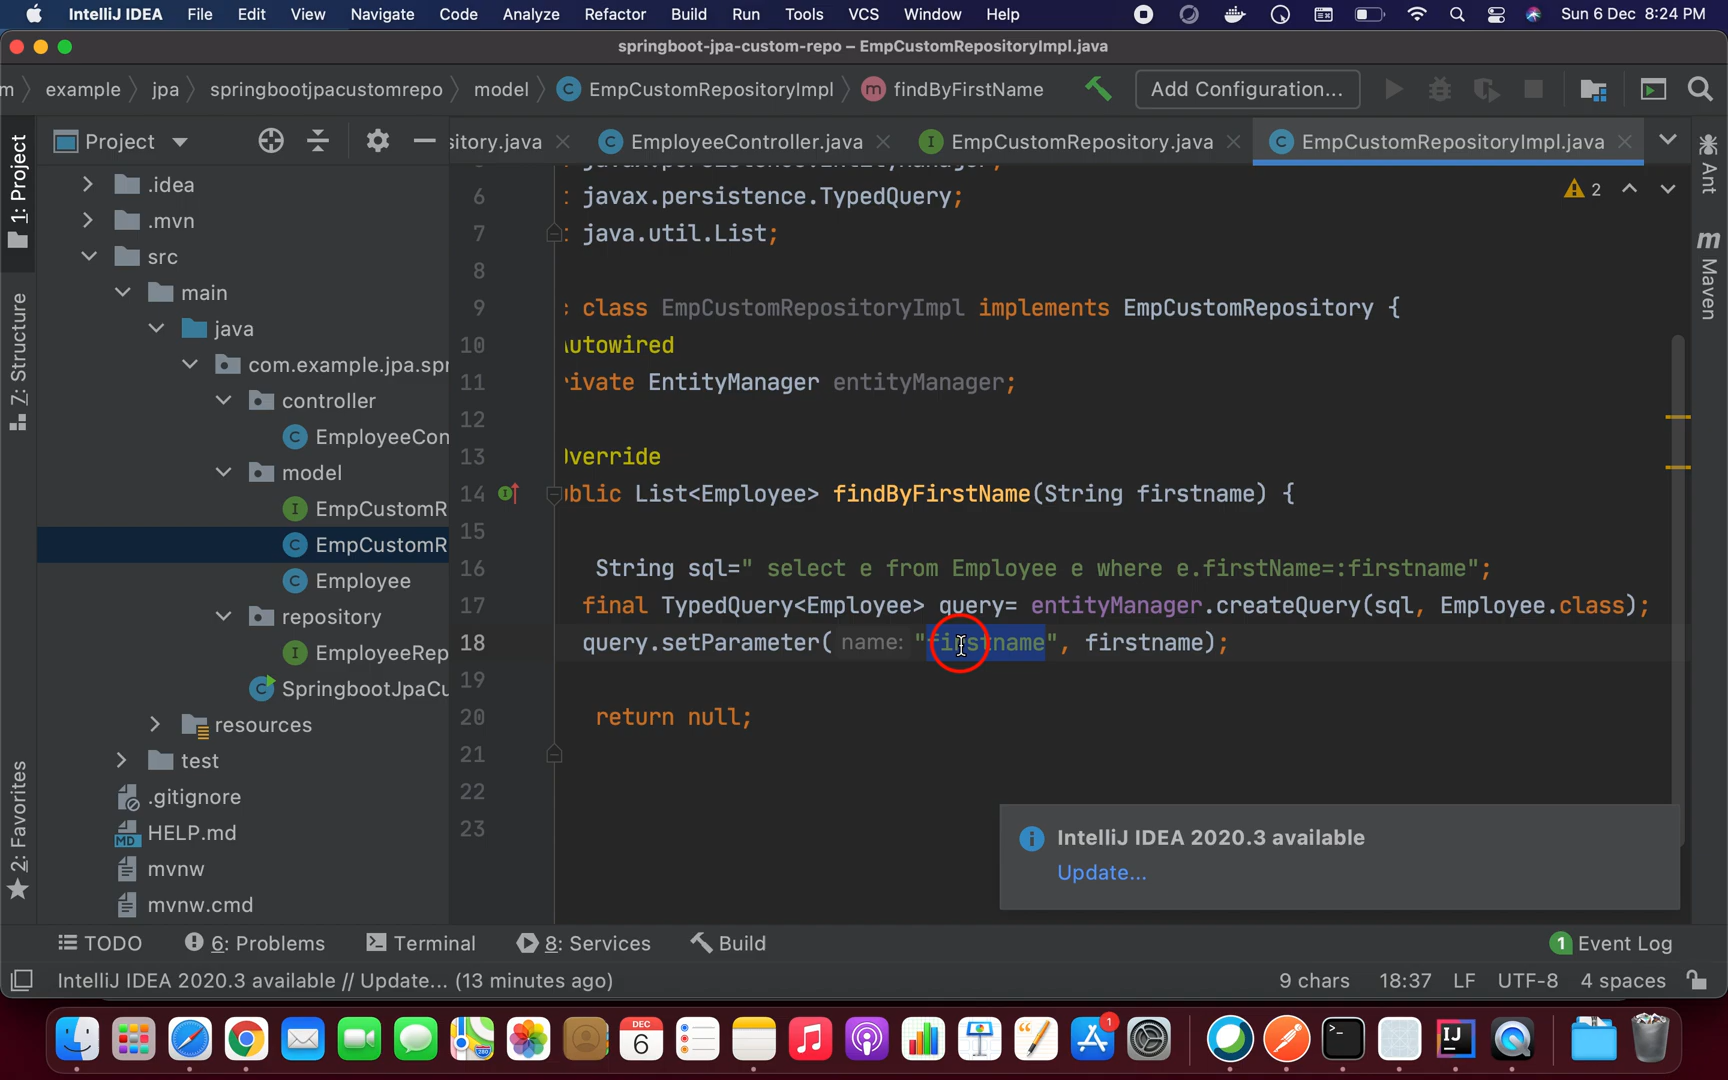 IntelliJ IDEA File Edit View Navigate Code Analyze Refactor Build Run Tools VCS Window Help Sun 6 Dec 8:24 PM
springboot-jpa-custom-repo – EmpCustomRepositoryImpl.java
m example jpa springbootjpacustomrepo model C EmpCustomRepositoryImpl m findByFirstName Add Configuration...
Project itory.java C EmployeeController.java I EmpCustomRepository.java C EmpCustomRepositoryImpl.java
1: Project
7: Structure
2: Favorites
Ant
m Maven
.idea
.mvn
src
main
java
com.example.jpa.spr
controller
C EmployeeCon
model
I EmpCustomR
C EmpCustomR
C Employee
repository
I EmployeeRep
SpringbootJpaCu
resources
test
.gitignore
HELP.md
mvnw
mvnw.cmd
2
6 : javax.persistence.TypedQuery;
7 : java.util.List;
8
9 : class EmpCustomRepositoryImpl implements EmpCustomRepository {
10 Autowired
11 rivate EntityManager entityManager;
12
13 Override
14 ublic List<Employee> findByFirstName(String firstname) {
15
16 String sql=" select e from Employee e where e.firstName=:firstname";
17 final TypedQuery<Employee> query= entityManager.createQuery(sql, Employee.class);
18 query.setParameter( name: "firstname", firstname);
19
20 return null;
21
22
23
IntelliJ IDEA 2020.3 available
Update...
TODO 6: Problems Terminal 8: Services Build 1 Event Log
IntelliJ IDEA 2020.3 available // Update... (13 minutes ago) 9 chars 18:37 LF UTF-8 4 spaces
DEC
6
1
IJ